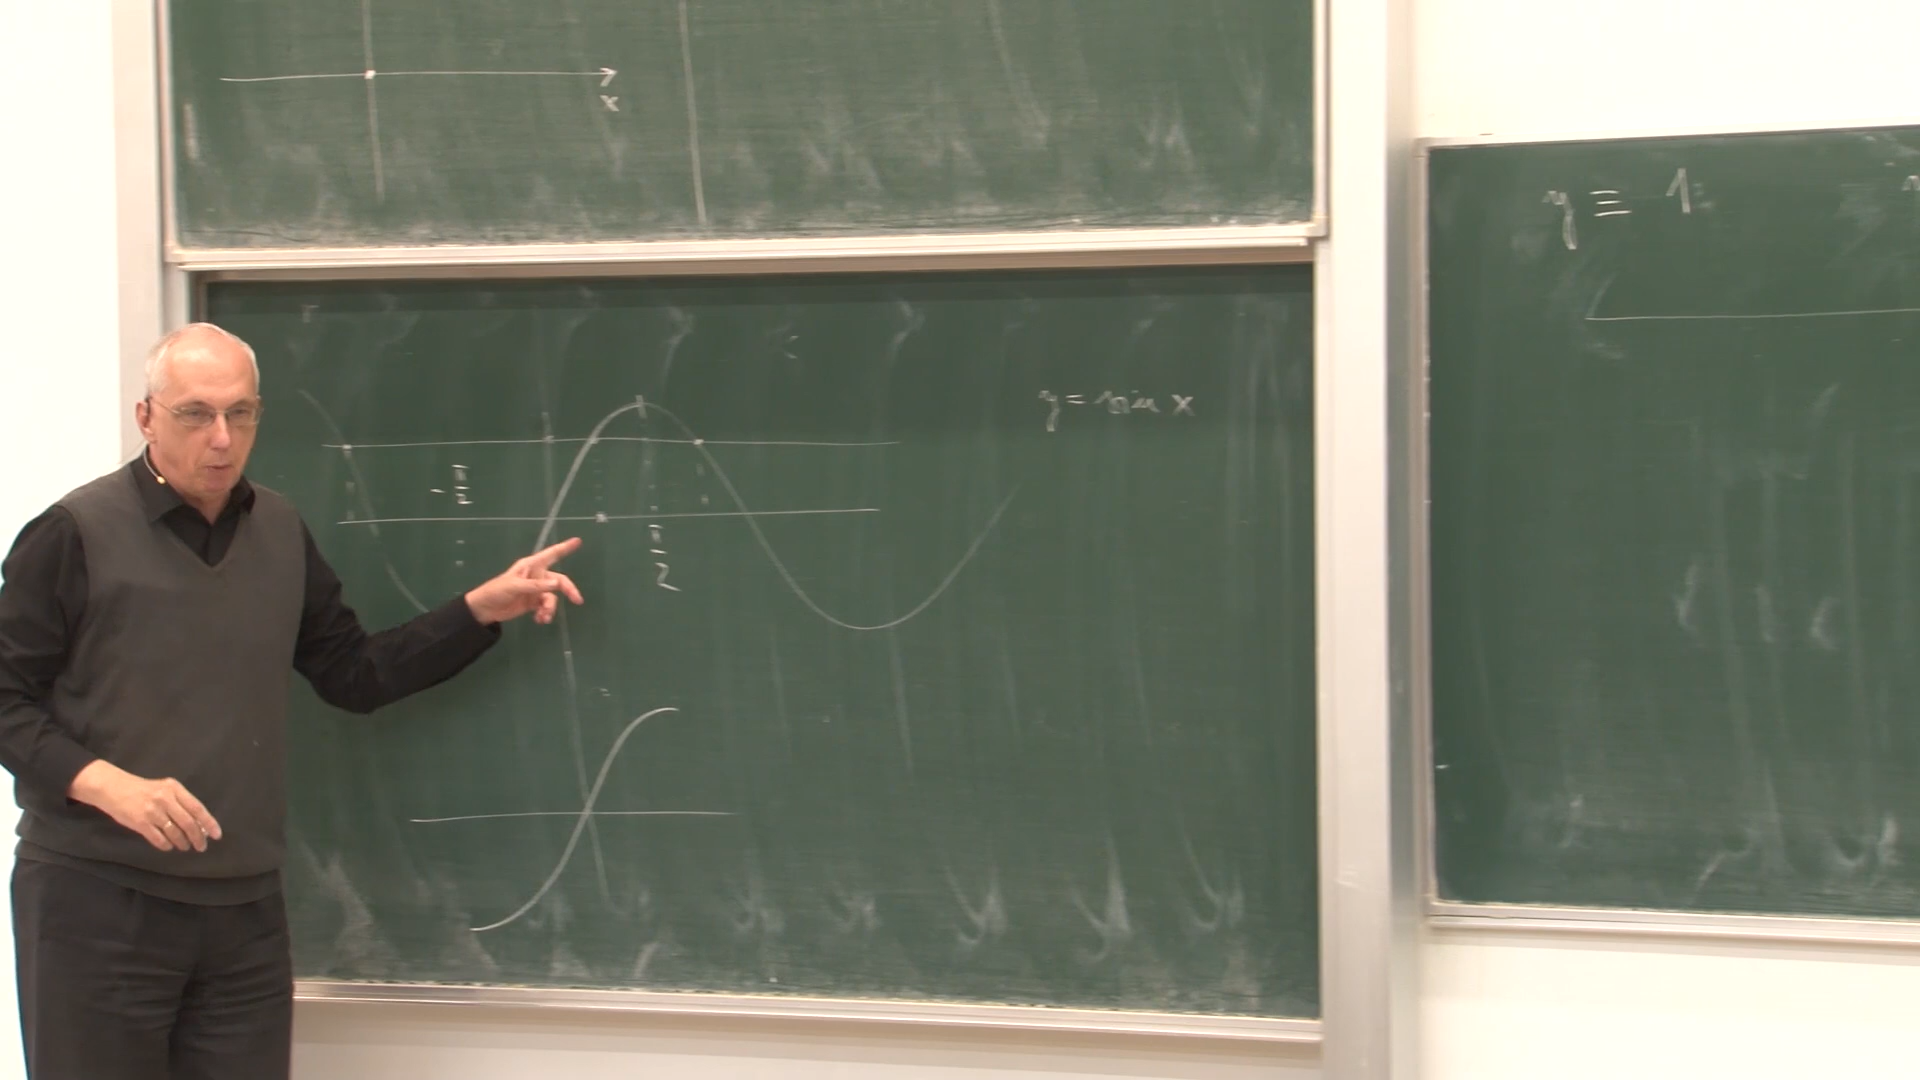 x
y = sin x
-π/2
π/2
y ≡ 1